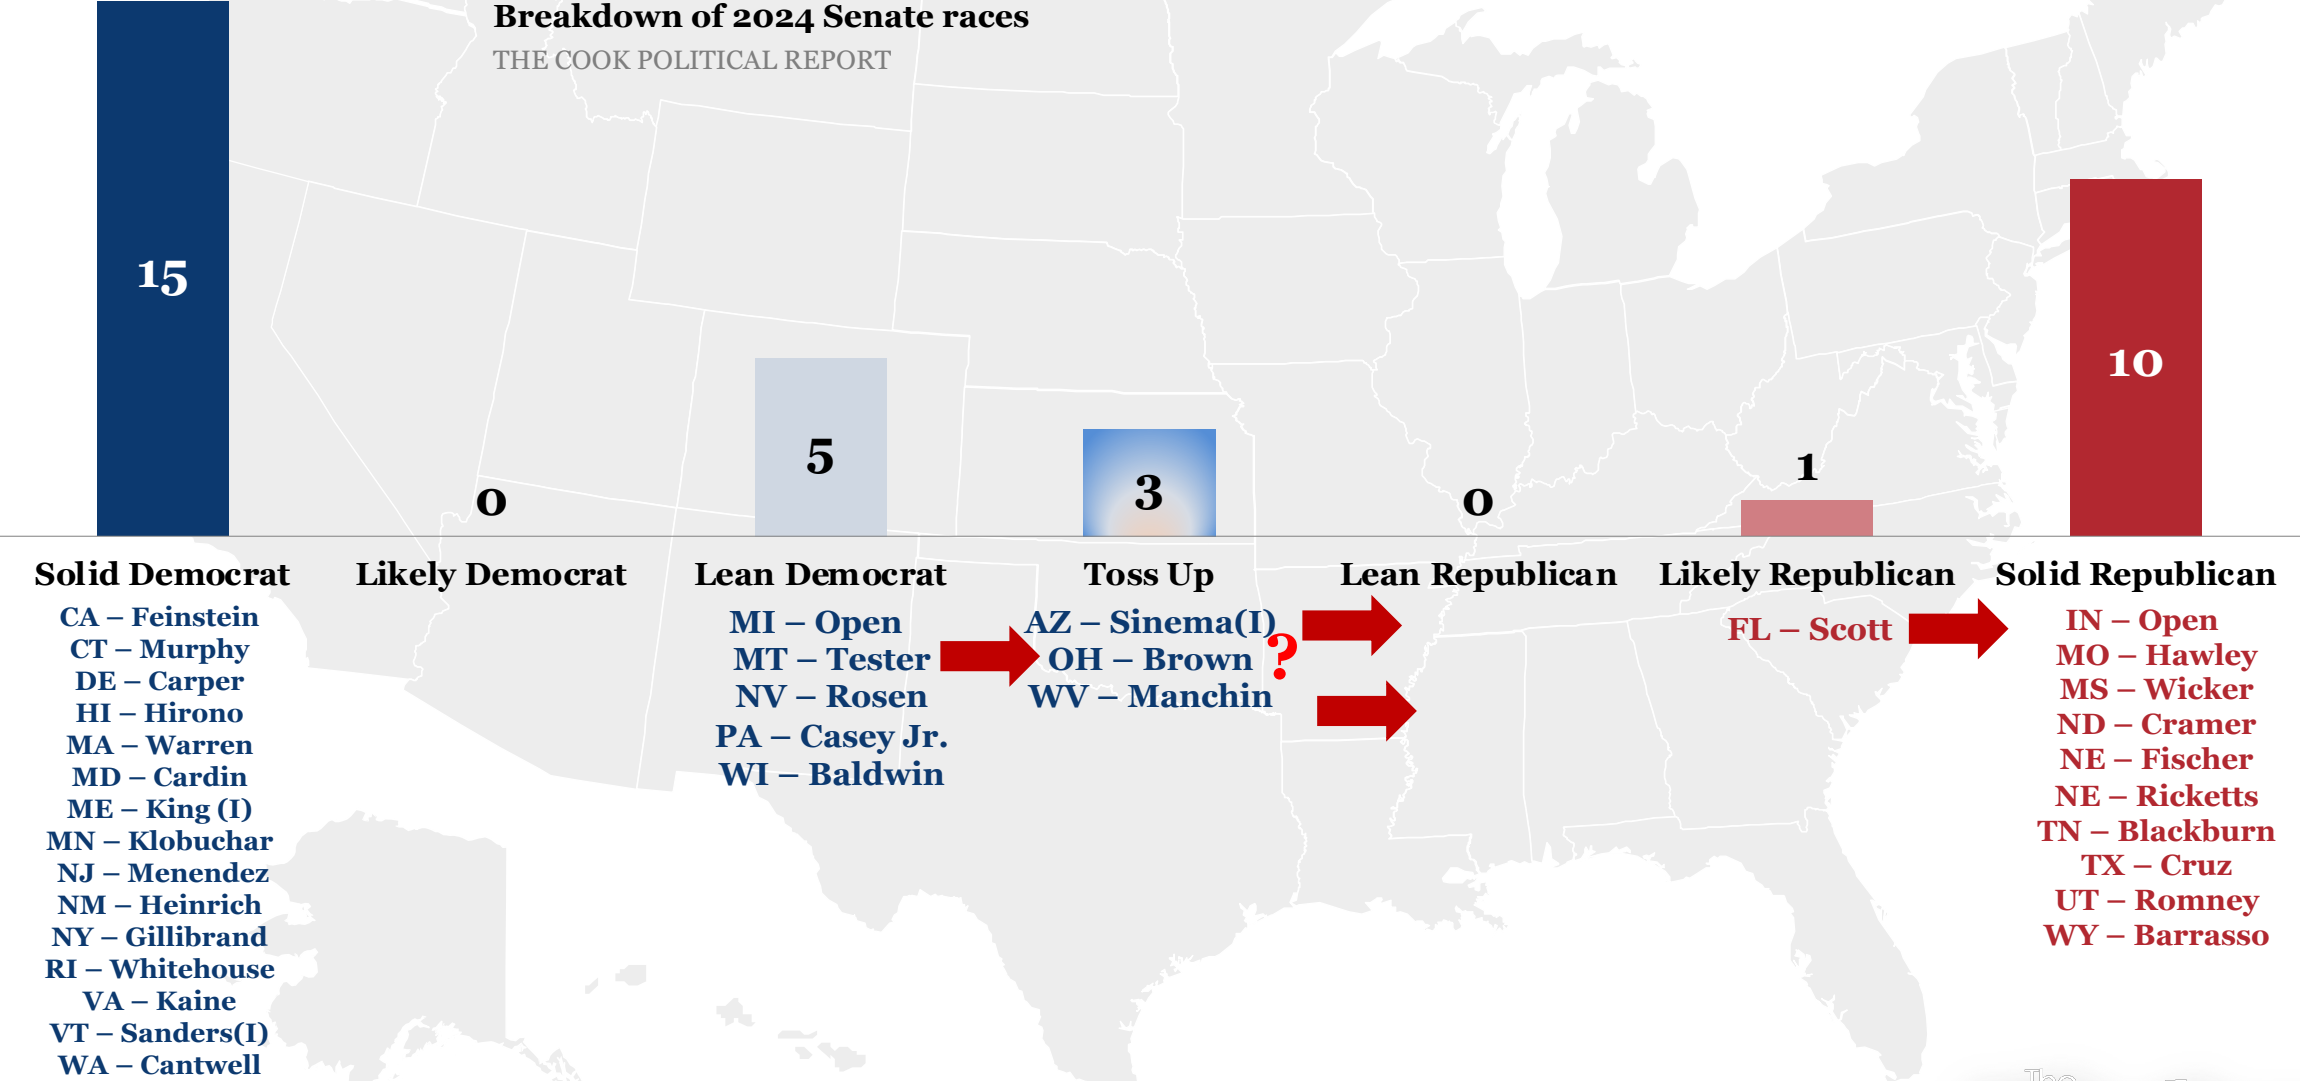 Breakdown of 2024 Senate races
THE COOK POLITICAL REPORT
15
0
5
3
0
1
10
Solid Democrat
Likely Democrat
Lean Democrat
Toss Up
Lean Republican
Likely Republican
Solid Republican
CA – Feinstein
CT – Murphy
DE – Carper
HI – Hirono
MA – Warren
MD – Cardin
ME – King (I)
MN – Klobuchar
NJ – Menendez
NM – Heinrich
NY – Gillibrand
RI – Whitehouse
VA – Kaine
VT – Sanders(I)
WA – Cantwell
MI – Open
MT – Tester
NV – Rosen
PA – Casey Jr.
WI – Baldwin
AZ – Sinema(I)
OH – Brown
WV – Manchin
?
FL – Scott
IN – Open
MO – Hawley
MS – Wicker
ND – Cramer
NE – Fischer
NE – Ricketts
TN – Blackburn
TX – Cruz
UT – Romney
WY – Barrasso